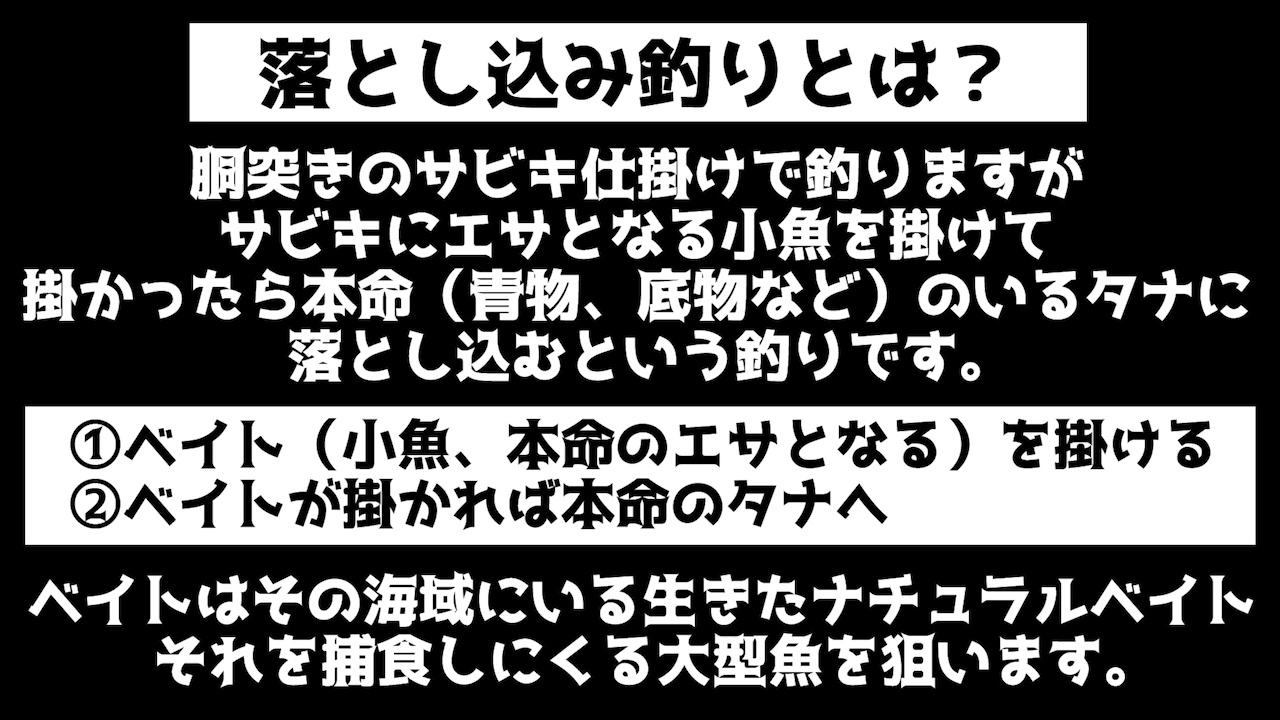 落とし込み釣りとは？
胴突きのサビキ仕掛けで釣りますが
サビキにエサとなる小魚を掛けて
掛かったら本命（青物、底物など）のいるタナに
落とし込むという釣りです。
①ベイト（小魚、本命のエサとなる）を掛ける
②ベイトが掛かれば本命のタナへ
ベイトはその海域にいる生きたナチュラルベイト
それを捕食しにくる大型魚を狙います。